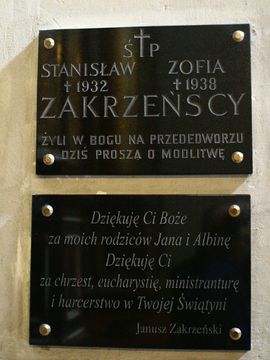 Ś † P
STANISŁAW ZOFIA
† 1932 † 1938
ZAKRZEŃSCY
ŻYLI W BOGU NA PRZEDEDWORZU
DZIŚ PROSZĄ O MODLITWĘ
Dziękuję Ci Boże
za moich rodziców Jana i Albinę
Dziękuję Ci
za chrzest, eucharystię, ministranturę
i harcerstwo w Twojej Świątyni
Janusz Zakrzeński